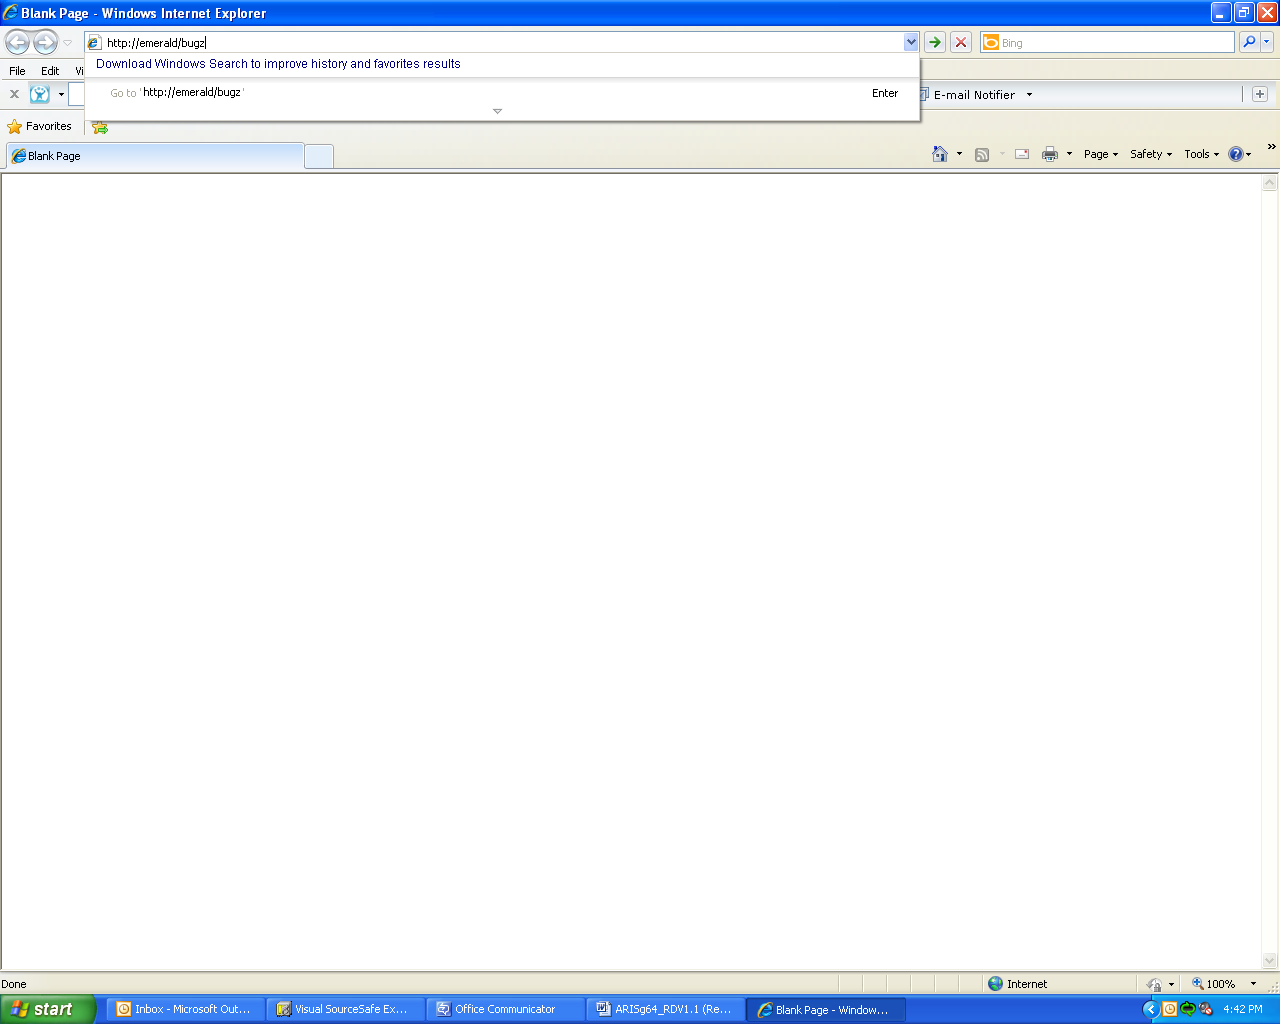 Blank Page - Windows Internet Explorer
http://emerald/bugz
Bing
Download Windows Search to improve history and favorites results
File Edit
Go to 'http://emerald/bugz' Enter
E-mail Notifier
Favorites
Blank Page
Page Safety Tools
Done
Internet
100%
start
Inbox - Microsoft Out...
Visual SourceSafe Ex...
Office Communicator
ARISg64_RDV1.1 (Re...
Blank Page - Window...
4:42 PM